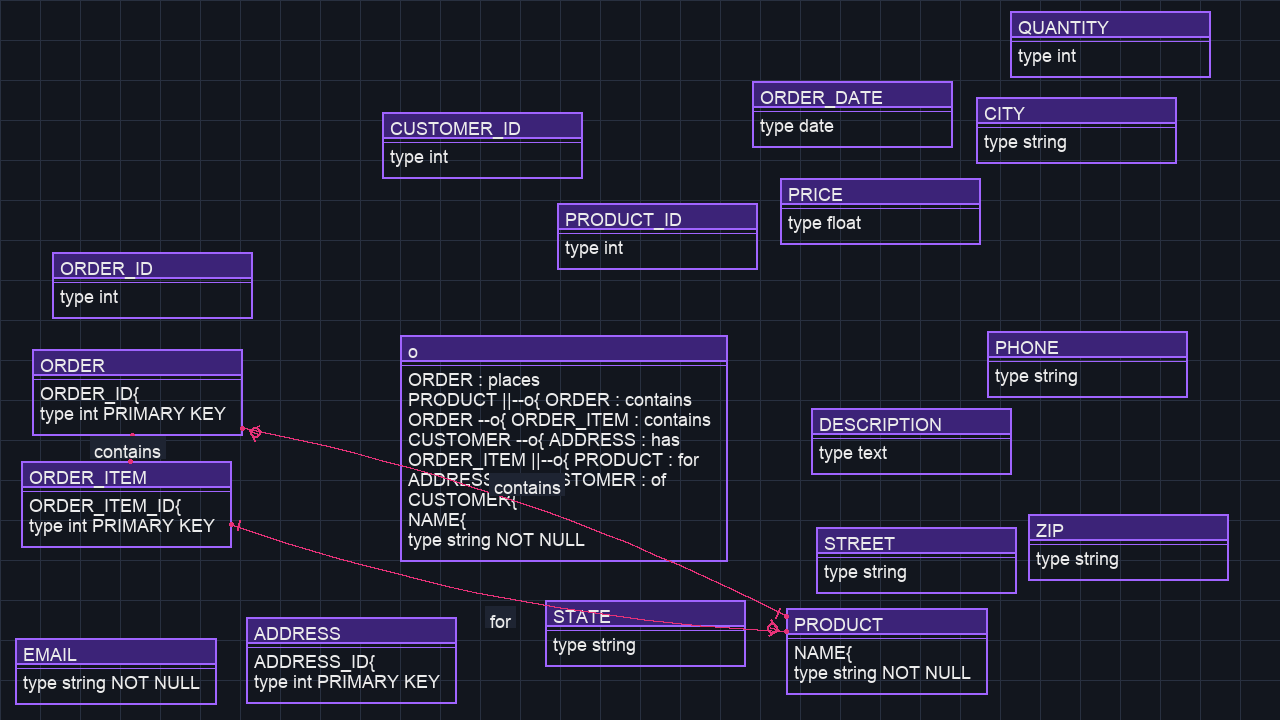 QUANTITY
type int
ORDER_DATE
type date
CITY
type string
CUSTOMER_ID
type int
PRICE
type float
PRODUCT_ID
type int
ORDER_ID
type int
PHONE
type string
o
ORDER : places
PRODUCT ||--o{ ORDER : contains
ORDER --o{ ORDER_ITEM : contains
CUSTOMER --o{ ADDRESS : has
ORDER_ITEM ||--o{ PRODUCT : for
ADDRESS STOMER : of
CUSTOMER{
NAME{
type string NOT NULL
ORDER
ORDER_ID{
type int PRIMARY KEY
contains
contains
ORDER_ITEM
ORDER_ITEM_ID{
type int PRIMARY KEY
DESCRIPTION
type text
STREET
type string
ZIP
type string
for
STATE
type string
PRODUCT
NAME{
type string NOT NULL
ADDRESS
ADDRESS_ID{
type int PRIMARY KEY
EMAIL
type string NOT NULL